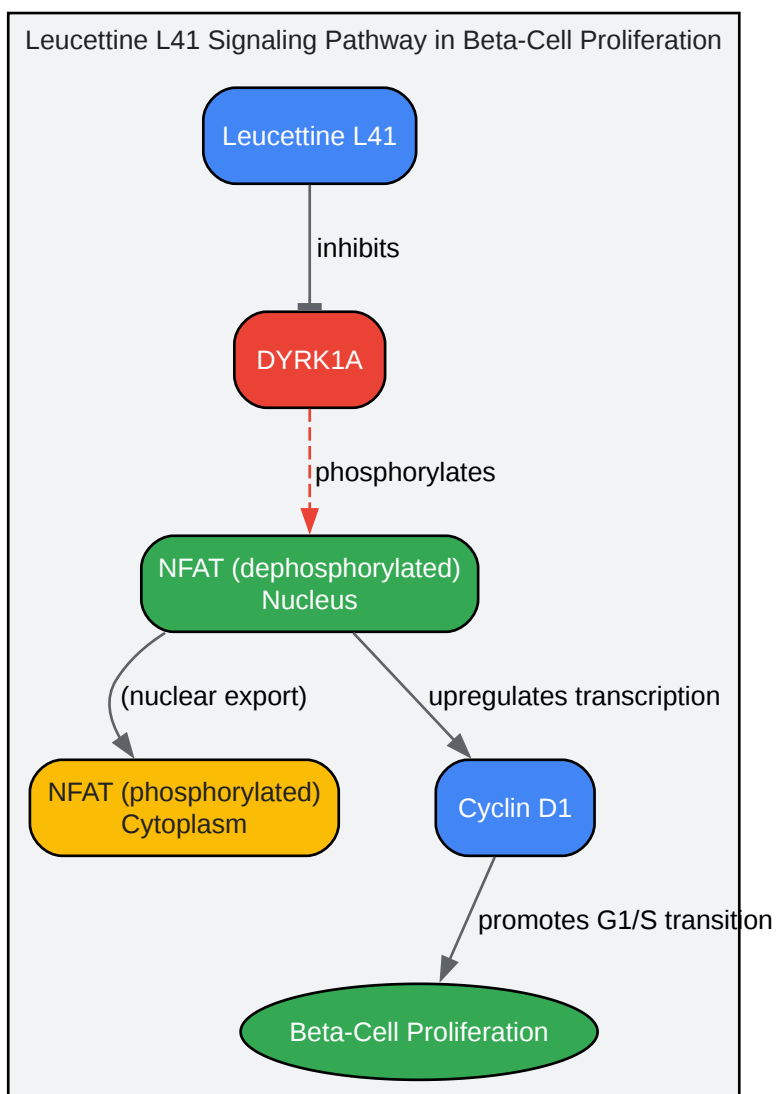 Leucettine L41 Signaling Pathway in Beta-Cell Proliferation
Leucettine L41
inhibits
DYRK1A
phosphorylates
NFAT (dephosphorylated)
Nucleus
(nuclear export)
upregulates transcription
NFAT (phosphorylated)
Cytoplasm
Cyclin D1
promotes G1/S transition
Beta-Cell Proliferation